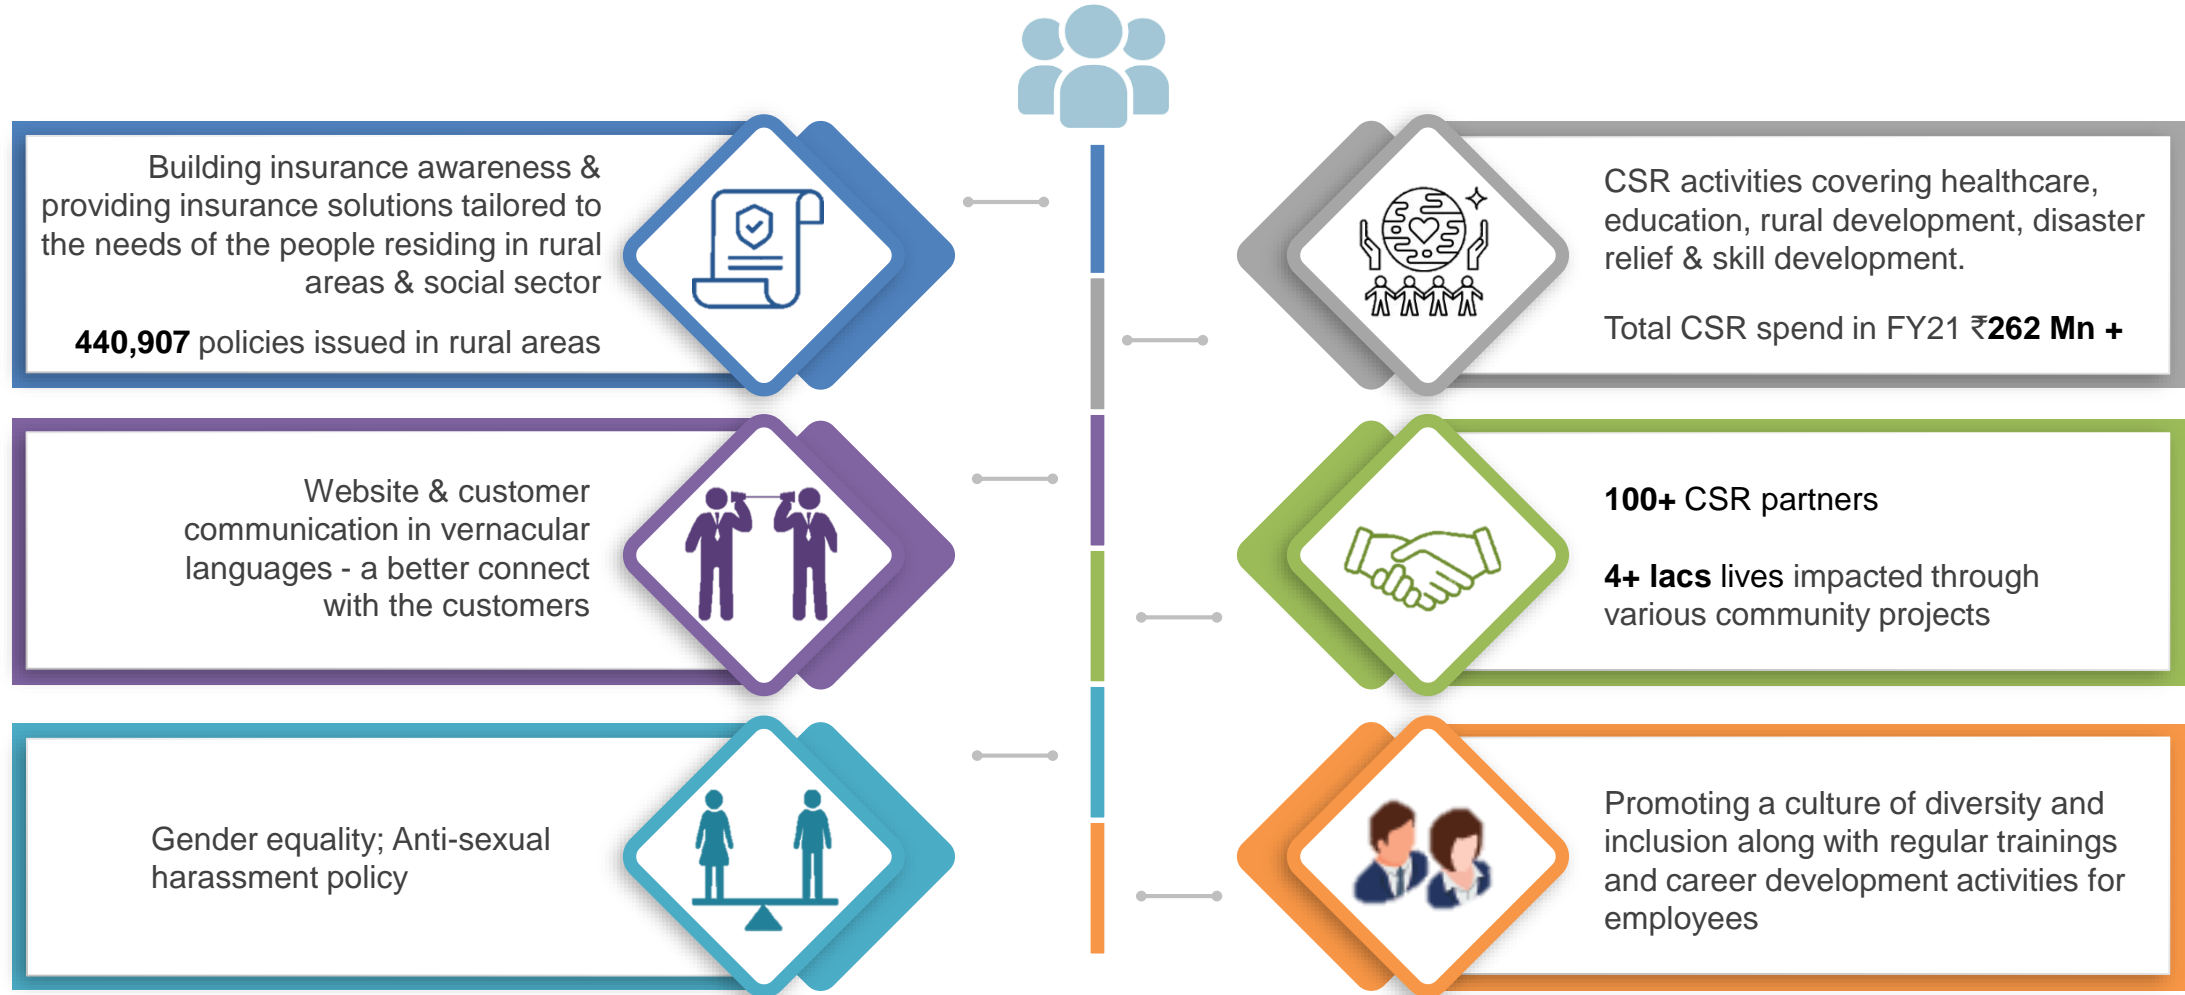 Building insurance awareness &
providing insurance solutions tailored to
the needs of the people residing in rural
areas & social sector
440,907 policies issued in rural areas
CSR activities covering healthcare,
education, rural development, disaster
relief & skill development.
Total CSR spend in FY21 ₹262 Mn +
Website & customer
communication in vernacular
languages - a better connect
with the customers
100+ CSR partners
4+ lacs lives impacted through
various community projects
Gender equality; Anti-sexual
harassment policy
Promoting a culture of diversity and
inclusion along with regular trainings
and career development activities for
employees